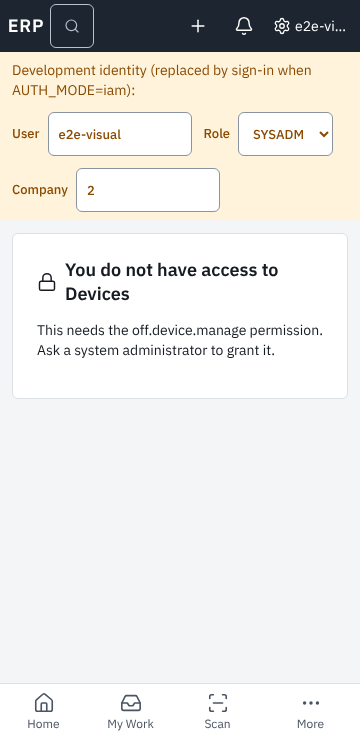 ERP
e2e-vi...
Development identity (replaced by sign-in when
AUTH_MODE=iam):
User e2e-visual Role SYSADM
Company 2
You do not have access to
Devices
This needs the off.device.manage permission.
Ask a system administrator to grant it.
Home My Work Scan More